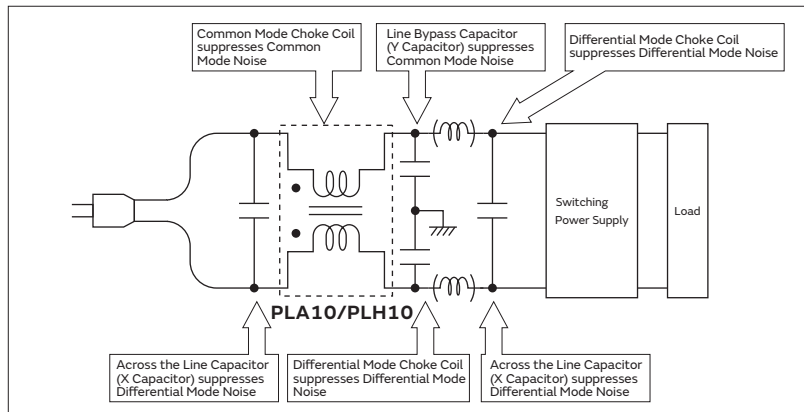 Common Mode Choke Coil
suppresses Common
Mode Noise
Line Bypass Capacitor
(Y Capacitor) suppresses
Common Mode Noise
Differential Mode Choke Coil
suppresses Differential Mode Noise
Switching
Power Supply
Load
PLA10/PLH10
Across the Line Capacitor
(X Capacitor) suppresses
Differential Mode Noise
Differential Mode Choke Coil
suppresses Differential Mode
Noise
Across the Line Capacitor
(X Capacitor) suppresses
Differential Mode Noise